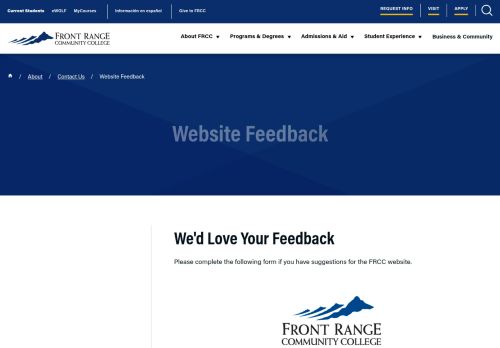 Current Students eWOLF MyCourses Información en español Give to FRCC REQUEST INFO VISIT APPLY
FRONT RANGE
COMMUNITY COLLEGE
About FRCC Programs & Degrees Admissions & Aid Student Experience Business & Community
/ About / Contact Us / Website Feedback
Website Feedback
We'd Love Your Feedback
Please complete the following form if you have suggestions for the FRCC website.
FRONT RANGE
COMMUNITY COLLEGE